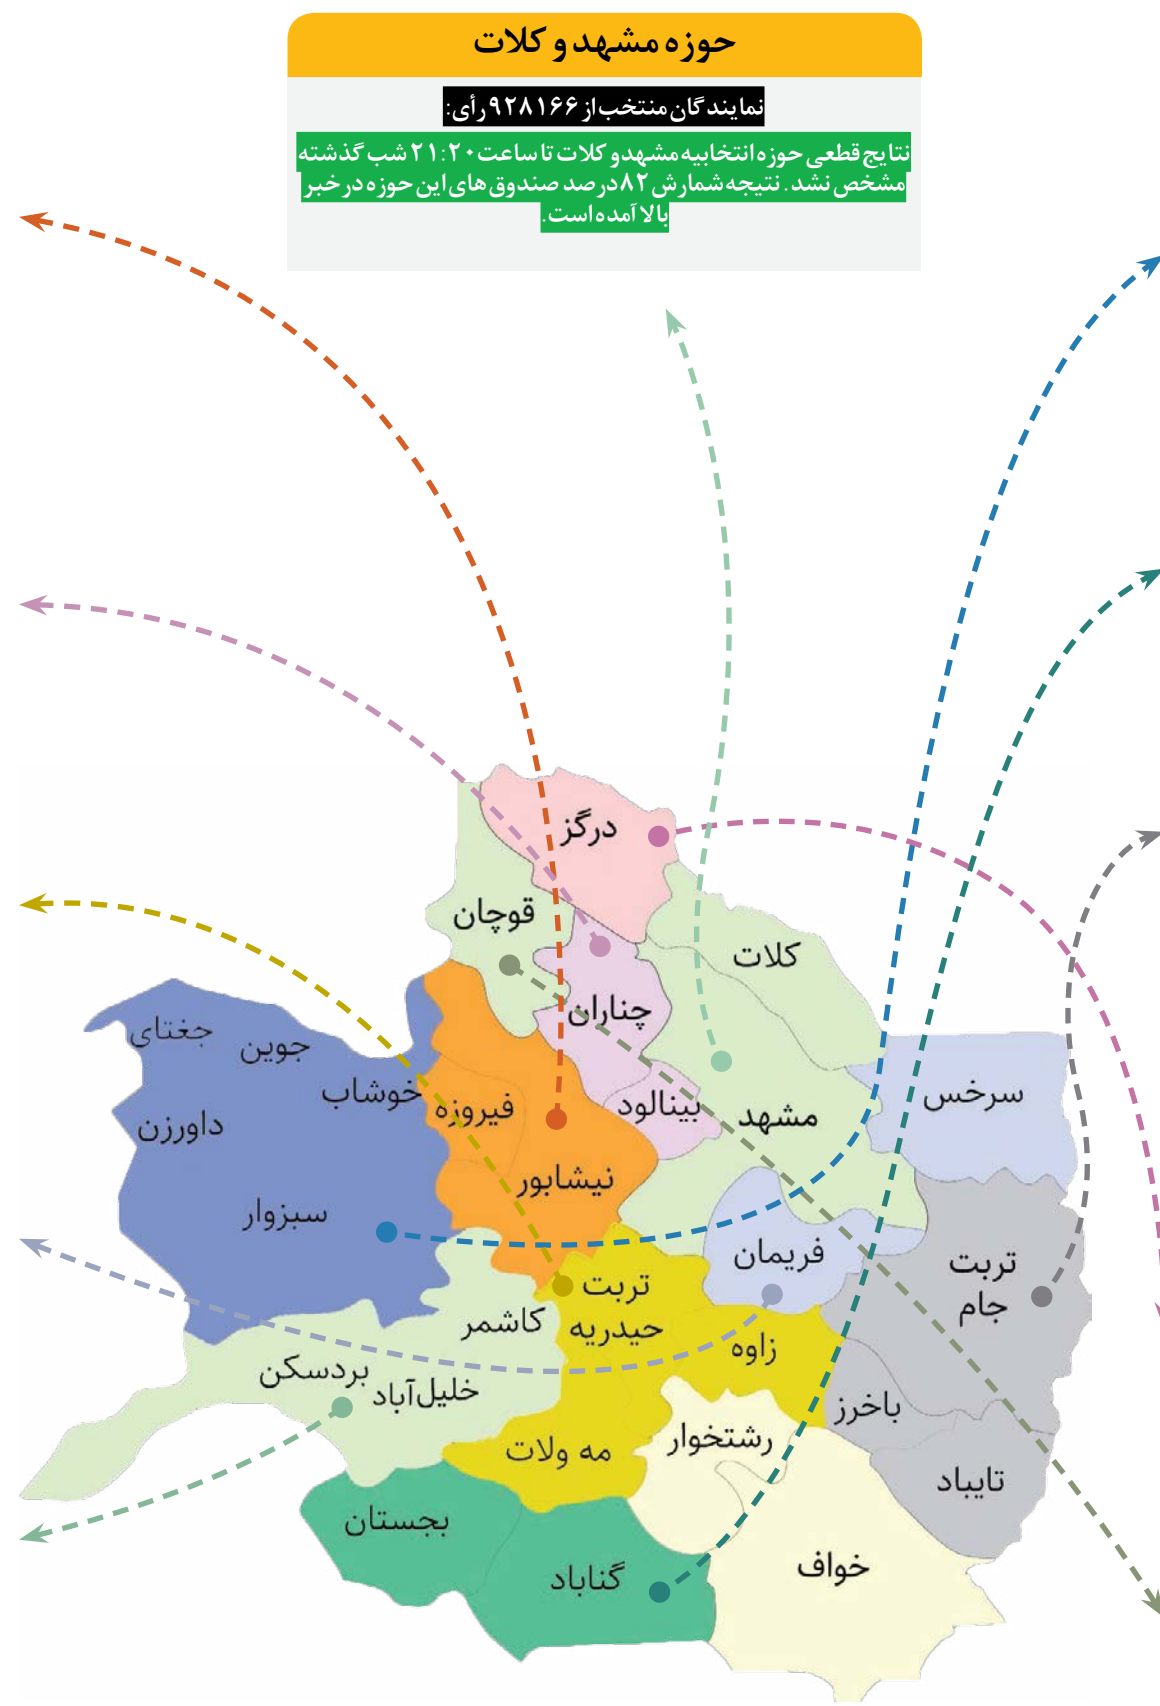 حوزه مشهد و کلات
نمایندگان منتخب از ۹۲۸۱۶۶ رأی:
نتایج قطعی حوزه انتخابیه مشهد و کلات تا ساعت ۲۱:۲۰ شب گذشته
مشخص نشد. نتیجه شمارش ۸۲ درصد صندوق های این حوزه در خبر
بالا آمده است.
درگز
قوچان
کلات
چناران
جغتای
جوین
خوشاب
سرخس
فیروزه
بینالود
مشهد
داورزن
نیشابور
سبزوار
فریمان
تربت
جام
تربت
حیدریه
کاشمر
زاوه
بردسکن
خلیل‌آباد
باخرز
رشتخوار
مه ولات
تایباد
بجستان
خواف
گناباد